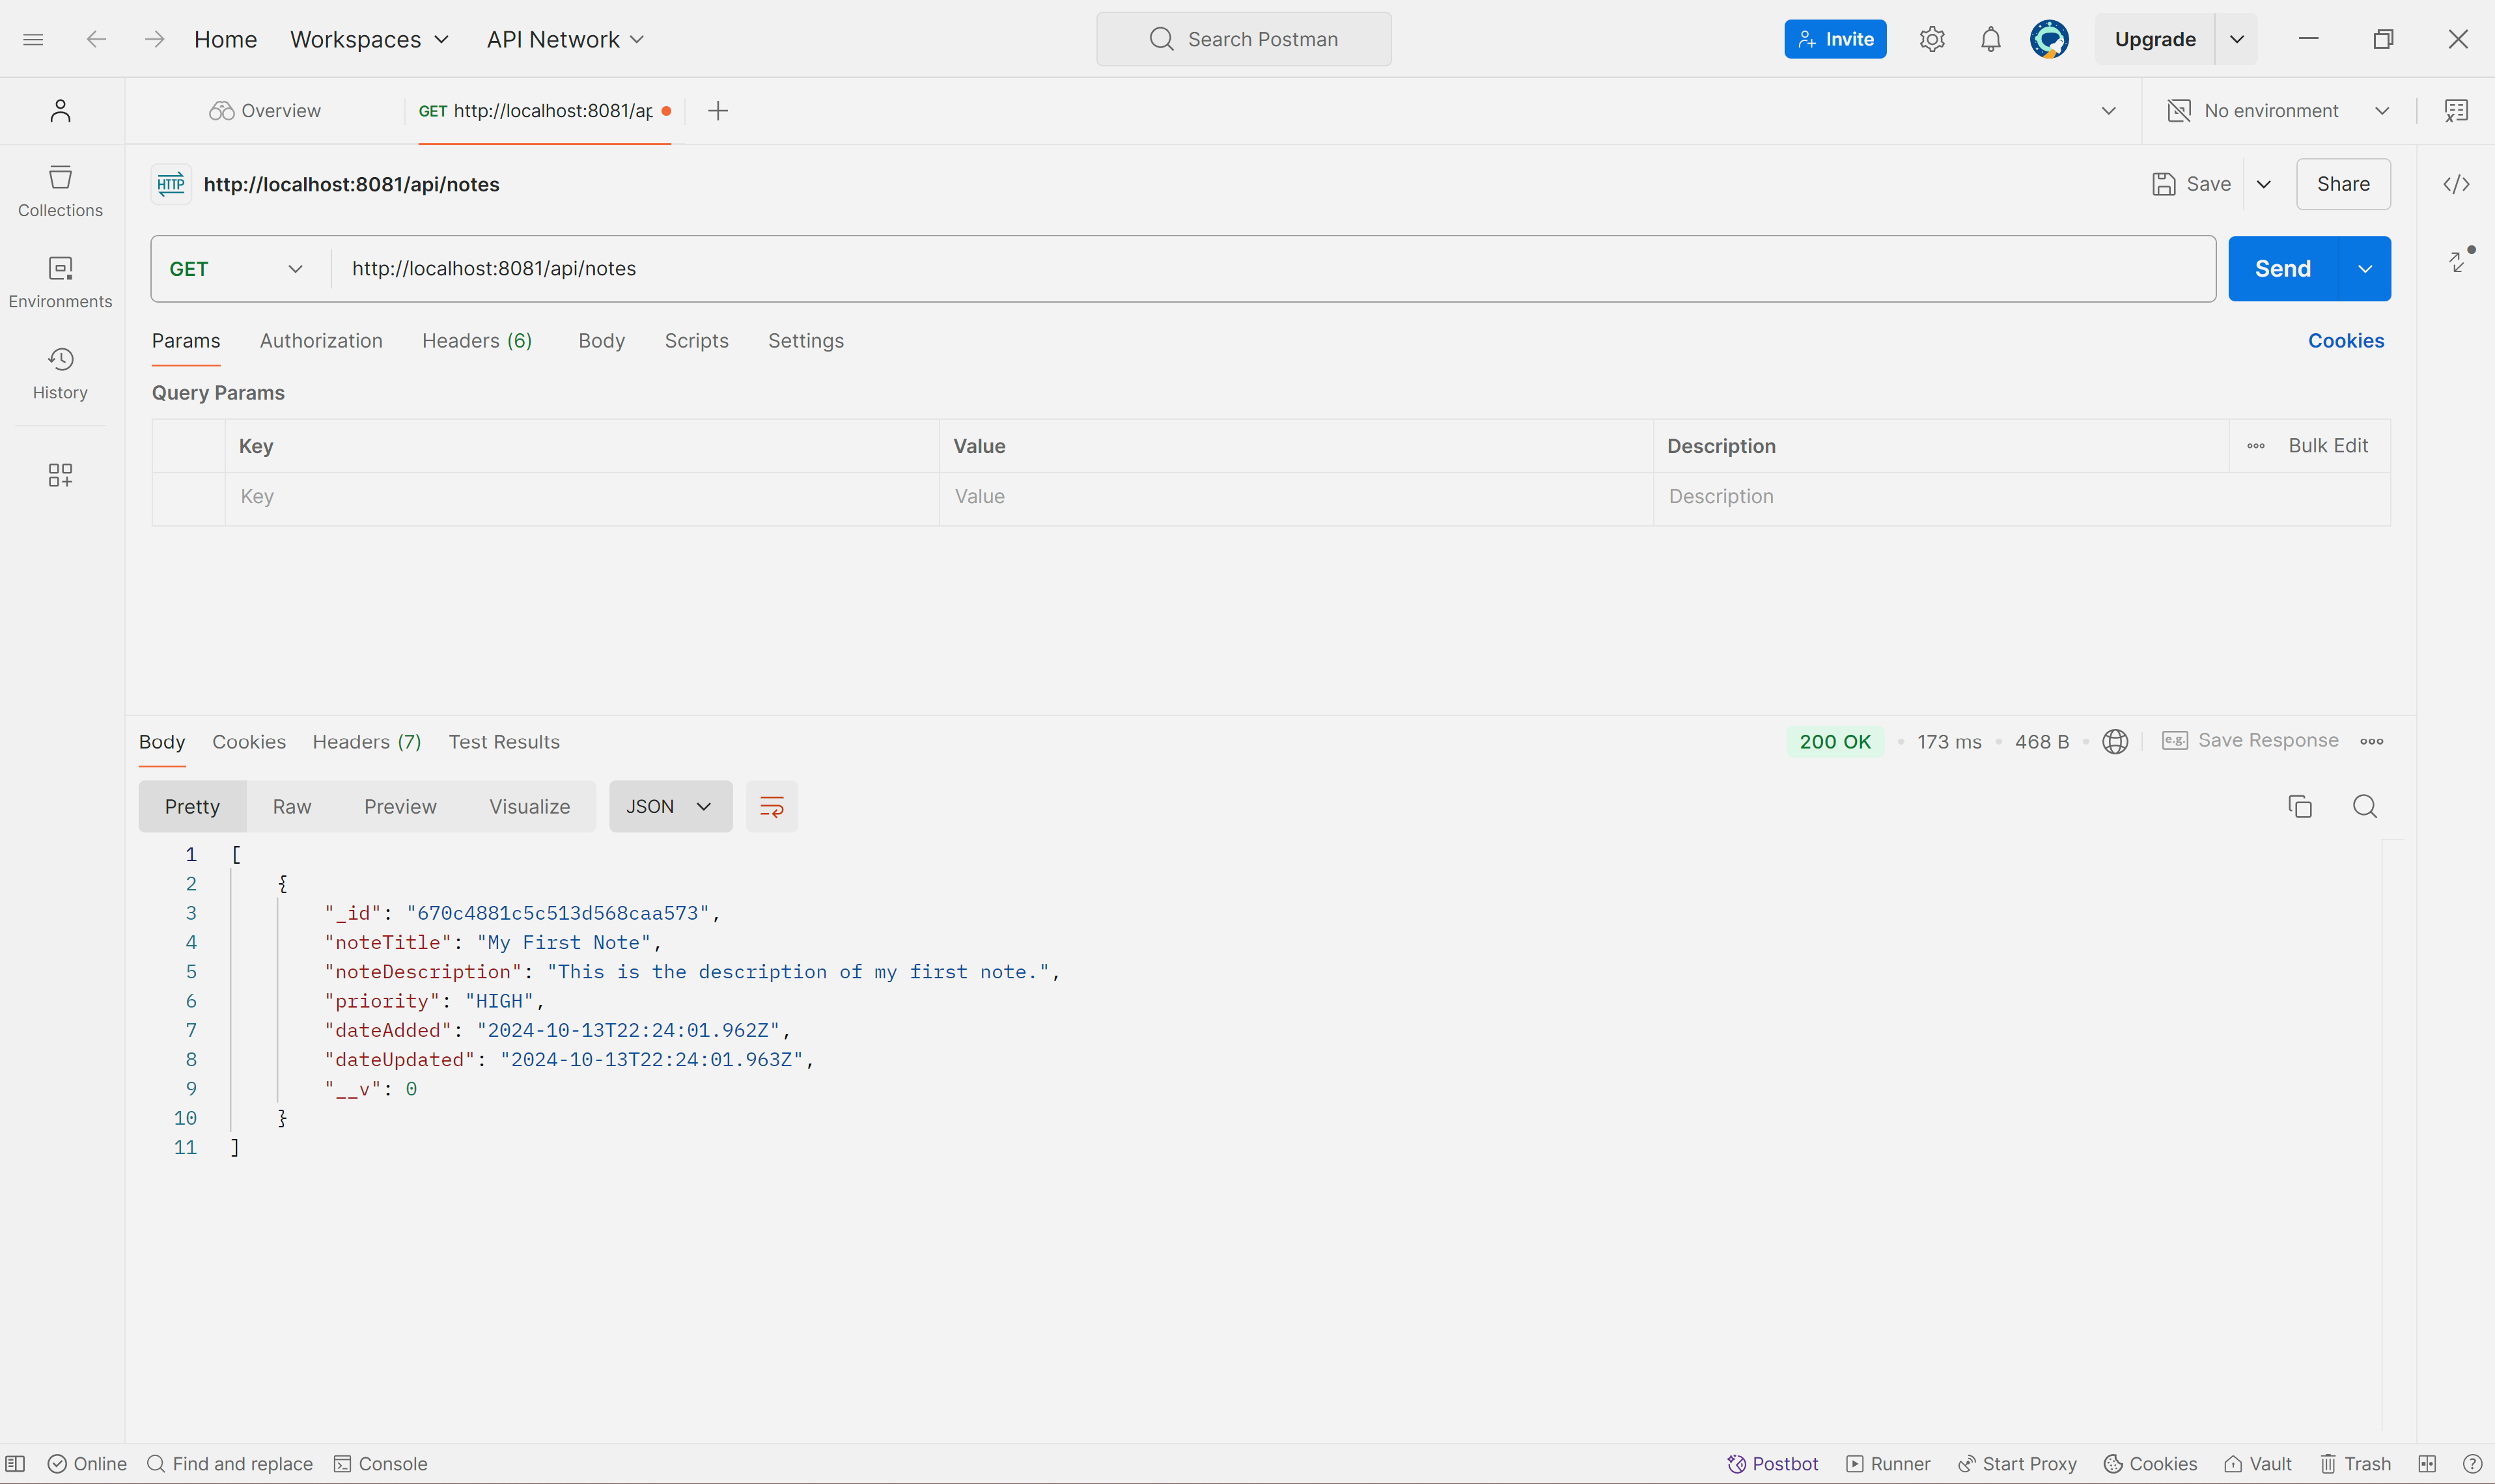 Home Workspaces API Network Search Postman Invite Upgrade
Overview GET http://localhost:8081/ap No environment
HTTP http://localhost:8081/api/notes Save Share
Collections
GET http://localhost:8081/api/notes Send
Environments
Params Authorization Headers (6) Body Scripts Settings Cookies
History
Query Params
Key Value Description Bulk Edit
Key Value Description
Body Cookies Headers (7) Test Results 200 OK 173 ms 468 B e.g. Save Response
Pretty Raw Preview Visualize JSON
1 [
2 {
3 "_id": "670c4881c5c513d568caa573",
4 "noteTitle": "My First Note",
5 "noteDescription": "This is the description of my first note.",
6 "priority": "HIGH",
7 "dateAdded": "2024-10-13T22:24:01.962Z",
8 "dateUpdated": "2024-10-13T22:24:01.963Z",
9 "__v": 0
10 }
11 ]
Online Find and replace Console Postbot Runner Start Proxy Cookies Vault Trash